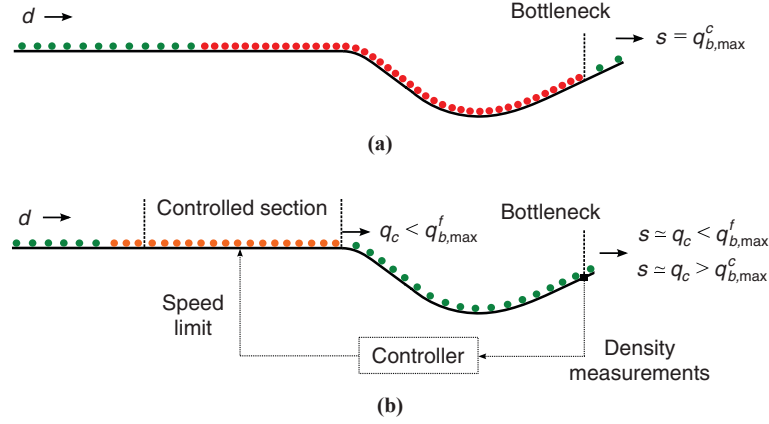 d → Bottleneck → s = q^c_{b,max}
(a)
d → Controlled section → q_c < q^f_{b,max} Bottleneck → s ≃ q_c < q^f_{b,max}
s ≃ q_c > q^c_{b,max}
Speed
limit
Controller
Density
measurements
(b)